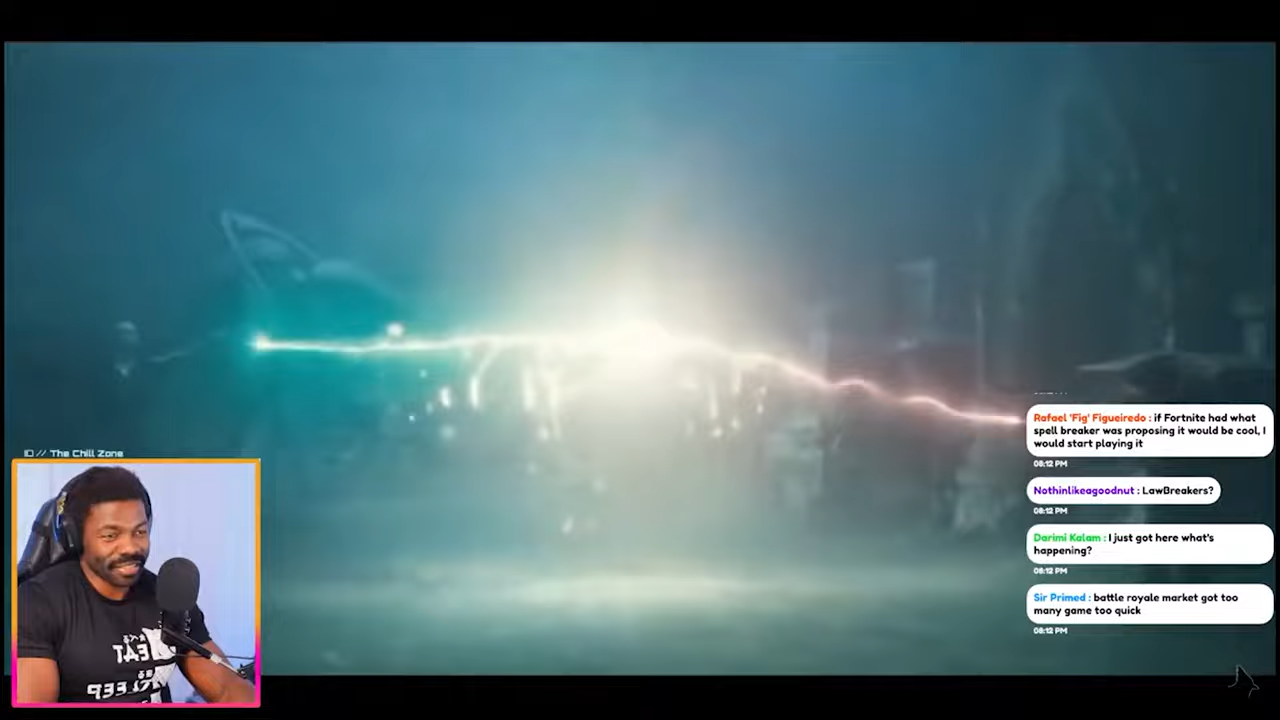 Rafael 'Fig' Figueiredo : if Fortnite had what
spell breaker was proposing it would be cool, I
would start playing it
08:12 PM
Nothinlikeagoodnut : LawBreakers?
08:12 PM
Darimi Kalam : I just got here what's
happening?
08:12 PM
Sir Primed : battle royale market got too
many game too quick
08:12 PM
// The Chill Zone
EAT